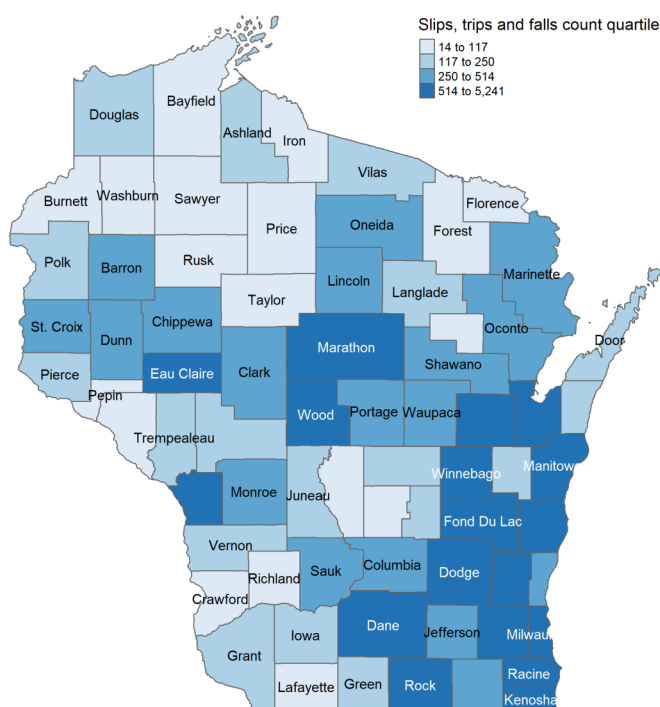 Slips, trips and falls count quartile
14 to 117
117 to 250
250 to 514
514 to 5,241
Bayfield
Douglas
Ashland
Iron
Vilas
Burnett
Washburn
Sawyer
Florence
Price
Oneida
Forest
Polk
Barron
Rusk
Marinette
Lincoln
Langlade
Taylor
St. Croix
Chippewa
Dunn
Oconto
Door
Marathon
Shawano
Pierce
Eau Claire
Clark
Pepin
Wood
Portage
Waupaca
Trempealeau
Winnebago
Manitow
Monroe
Juneau
Fond Du Lac
Vernon
Richland
Sauk
Columbia
Dodge
Crawford
Iowa
Dane
Jefferson
Milwau
Grant
Lafayette
Green
Rock
Racine
Kenosha